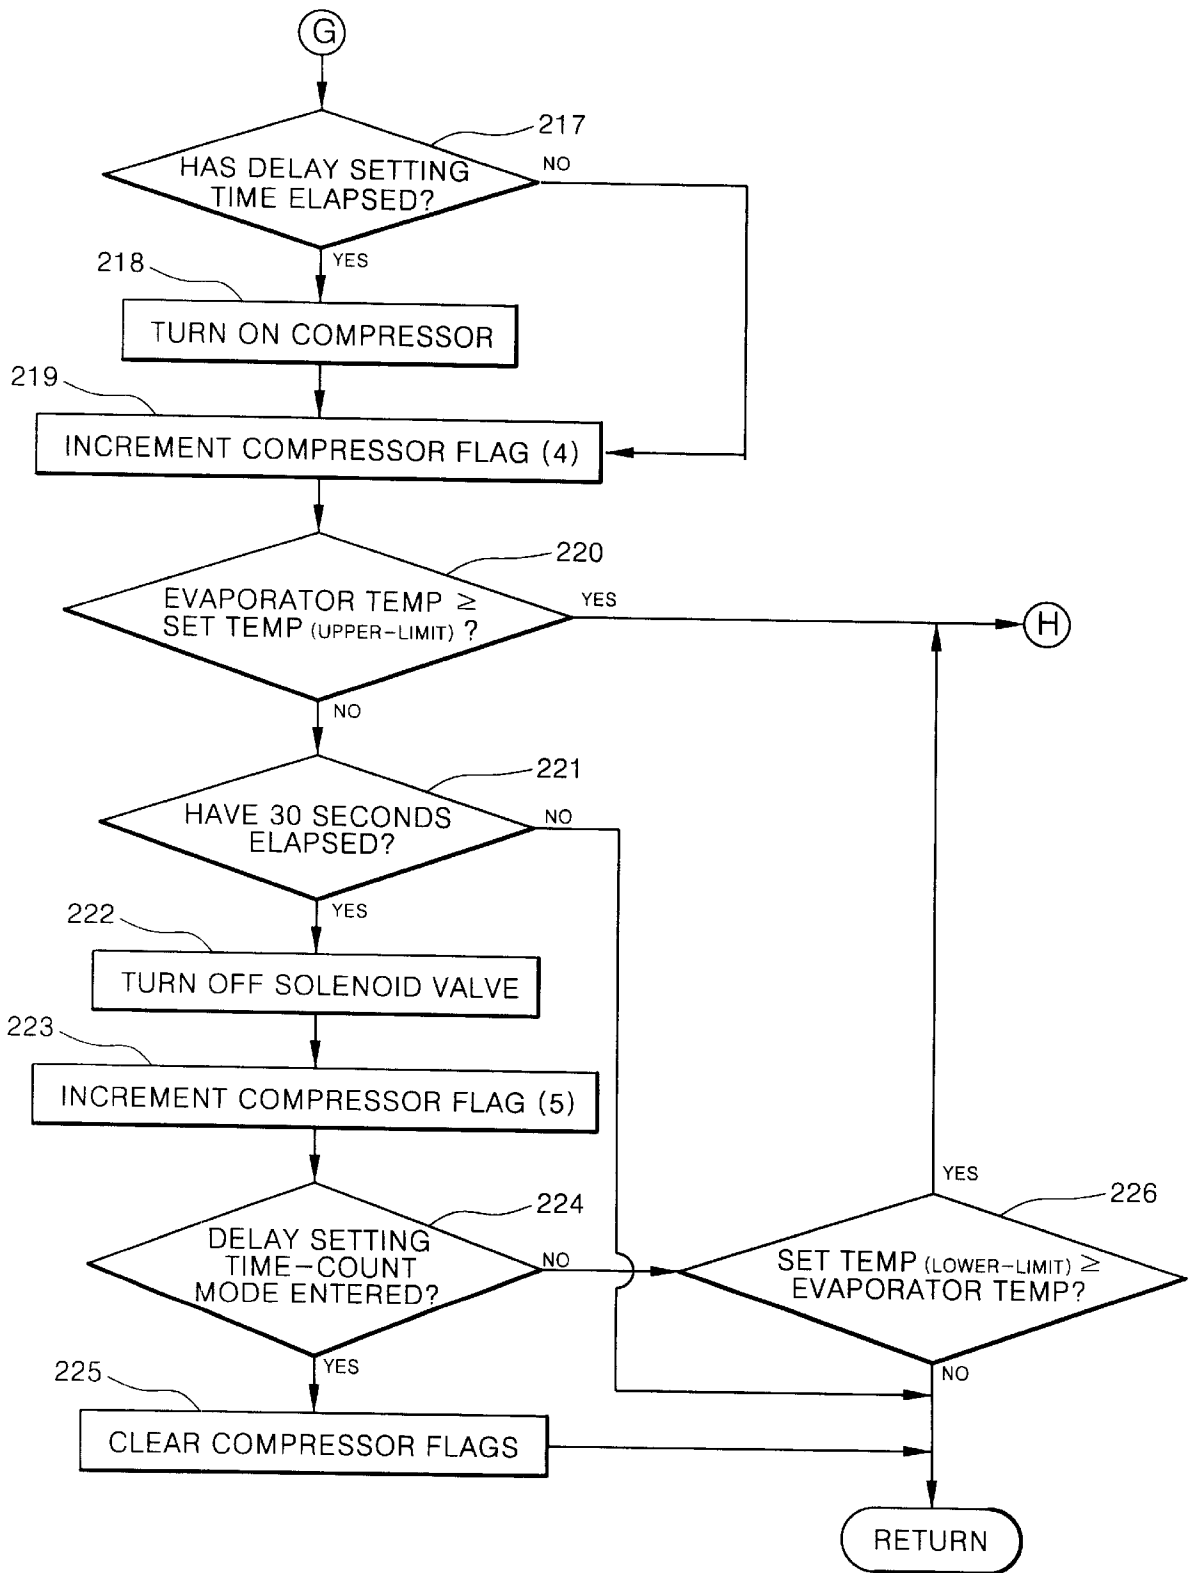 G
217
HAS DELAY SETTING
TIME ELAPSED?
NO
YES
218
TURN ON COMPRESSOR
219
INCREMENT COMPRESSOR FLAG (4)
220
EVAPORATOR TEMP ≥
SET TEMP (UPPER-LIMIT) ?
YES
H
NO
221
HAVE 30 SECONDS
ELAPSED?
NO
YES
222
TURN OFF SOLENOID VALVE
223
INCREMENT COMPRESSOR FLAG (5)
224
DELAY SETTING
TIME-COUNT
MODE ENTERED?
NO
YES
226
SET TEMP (LOWER-LIMIT) ≥
EVAPORATOR TEMP?
YES
NO
225
CLEAR COMPRESSOR FLAGS
RETURN